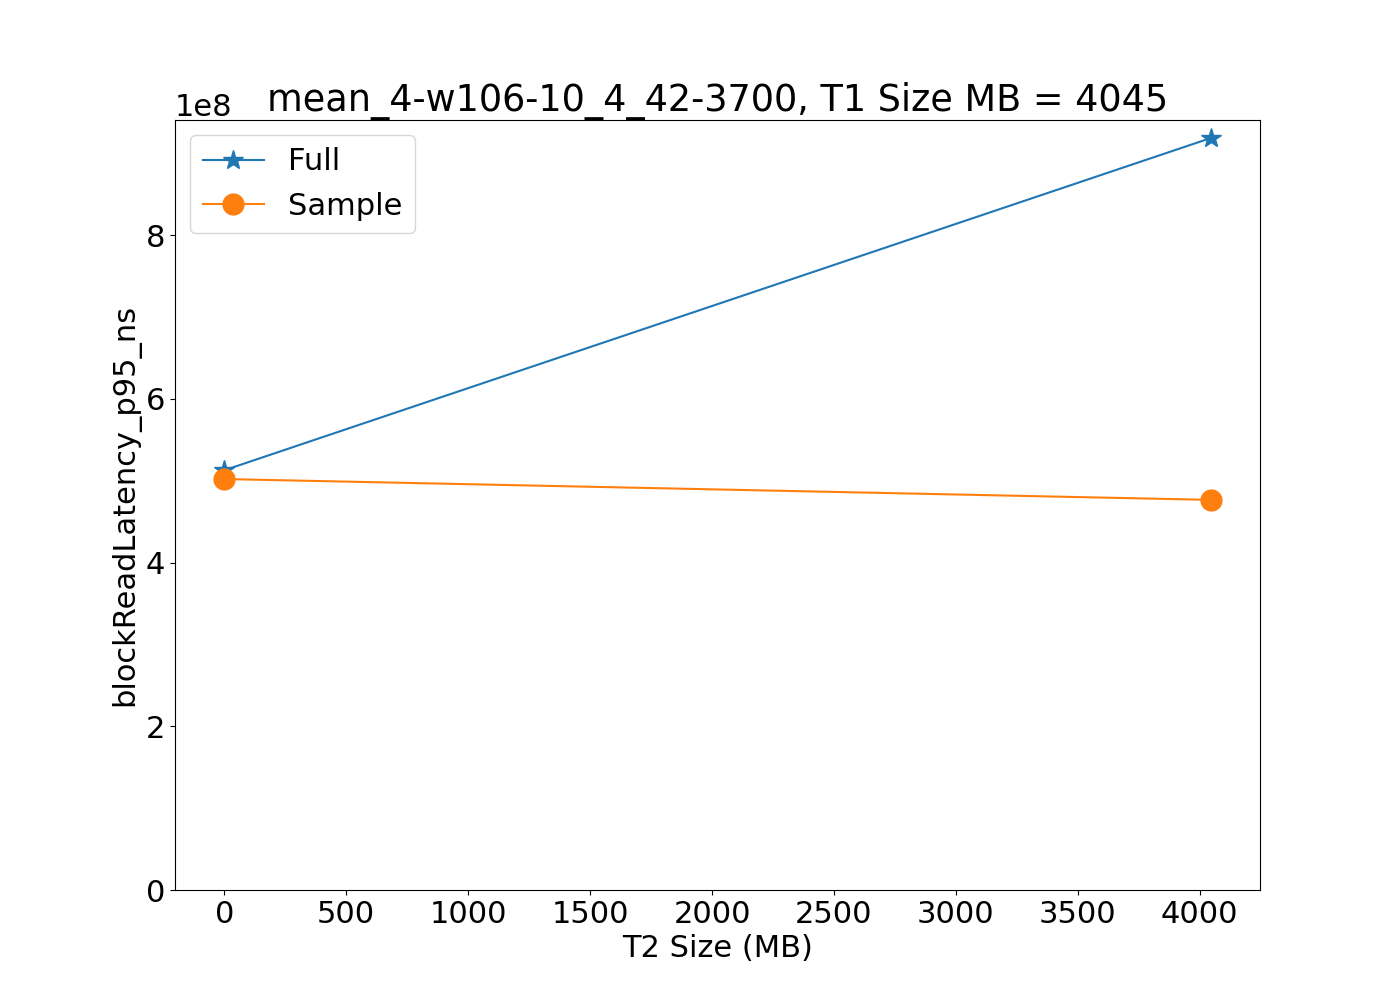 1e8
mean_4-w106-10_4_42-3700, T1 Size MB = 4045
Full
Sample
blockReadLatency_p95_ns
8
6
4
2
0
0 500 1000 1500 2000 2500 3000 3500 4000
T2 Size (MB)